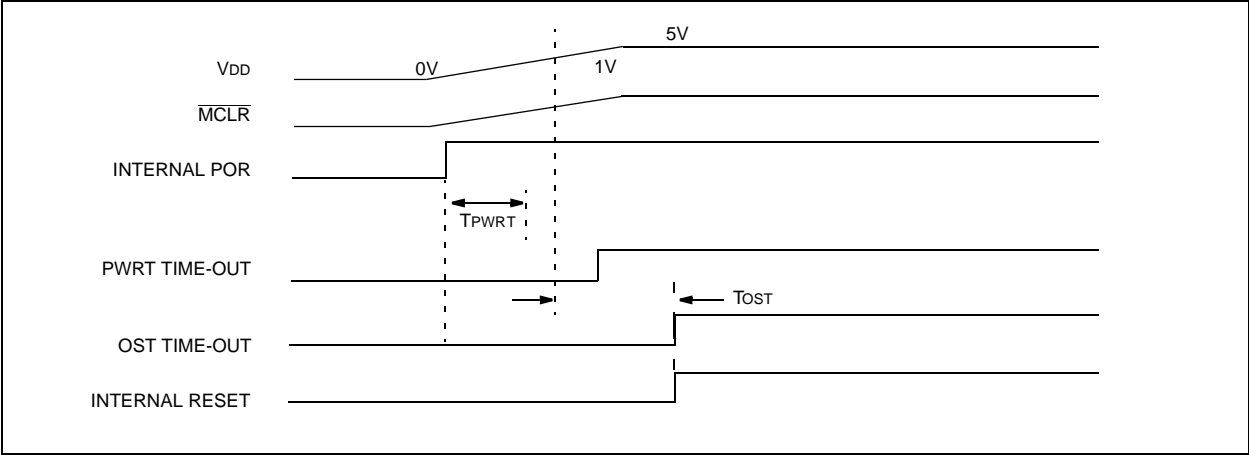 5V
VDD
0V
1V
MCLR
INTERNAL POR
TPWRT
PWRT TIME-OUT
TOST
OST TIME-OUT
INTERNAL RESET